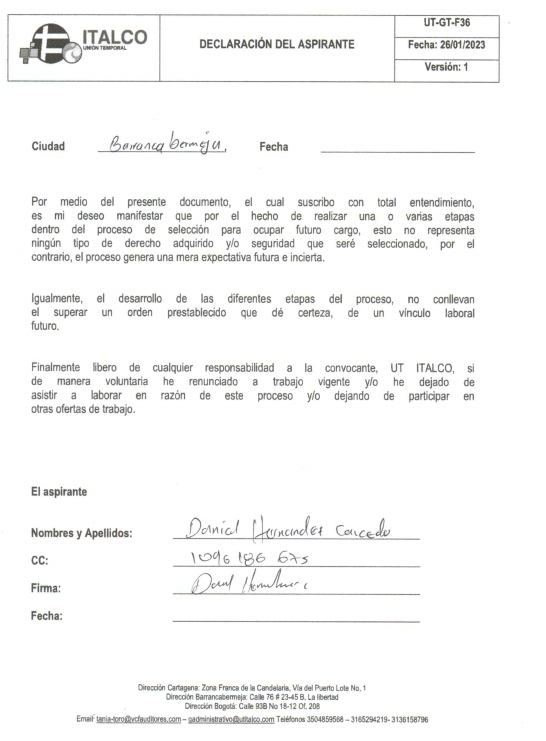 ITALCO
UNIÓN TEMPORAL
DECLARACIÓN DEL ASPIRANTE
UT-GT-F36
Fecha: 26/01/2023
Versión: 1
Ciudad Barrancabermeja, Fecha
Por medio del presente documento, el cual suscribo con total entendimiento,
es mi deseo manifestar que por el hecho de realizar una o varias etapas
dentro del proceso de selección para ocupar futuro cargo, esto no representa
ningún tipo de derecho adquirido y/o seguridad que seré seleccionado, por el
contrario, el proceso genera una mera expectativa futura e incierta.
Igualmente, el desarrollo de las diferentes etapas del proceso, no conllevan
el superar un orden prestablecido que dé certeza, de un vínculo laboral
futuro.
Finalmente libero de cualquier responsabilidad a la convocante, UT ITALCO, si
de manera voluntaria he renunciado a trabajo vigente y/o he dejado de
asistir a laborar en razón de este proceso y/o dejando de participar en
otras ofertas de trabajo.
El aspirante
Nombres y Apellidos: Daniel Hernandez Caicedo
CC: 1096186675
Firma:
Fecha:
Dirección Cartagena: Zona Franca de la Candelaria, Vía del Puerto Lote No, 1
Dirección Barrancabermeja: Calle 76 # 23-45 B, La libertad
Dirección Bogotá: Calle 93B No 18-12 Of. 208
Email: tania-toro@vcfauditores.com – gadministrativo@utitalco.com Teléfonos 3504859568 – 3165294219- 3136158796